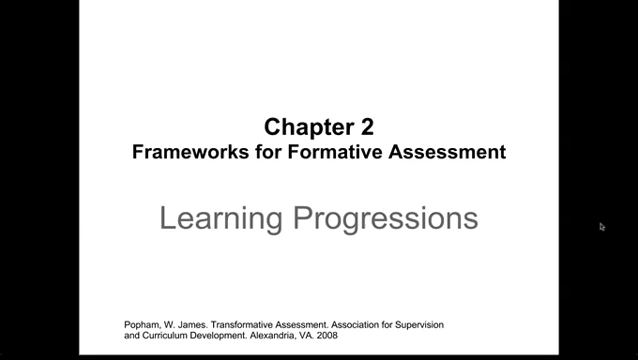 Chapter 2
Frameworks for Formative Assessment
Learning Progressions
Popham, W. James. Transformative Assessment. Association for Supervision
and Curriculum Development. Alexandria, VA. 2008